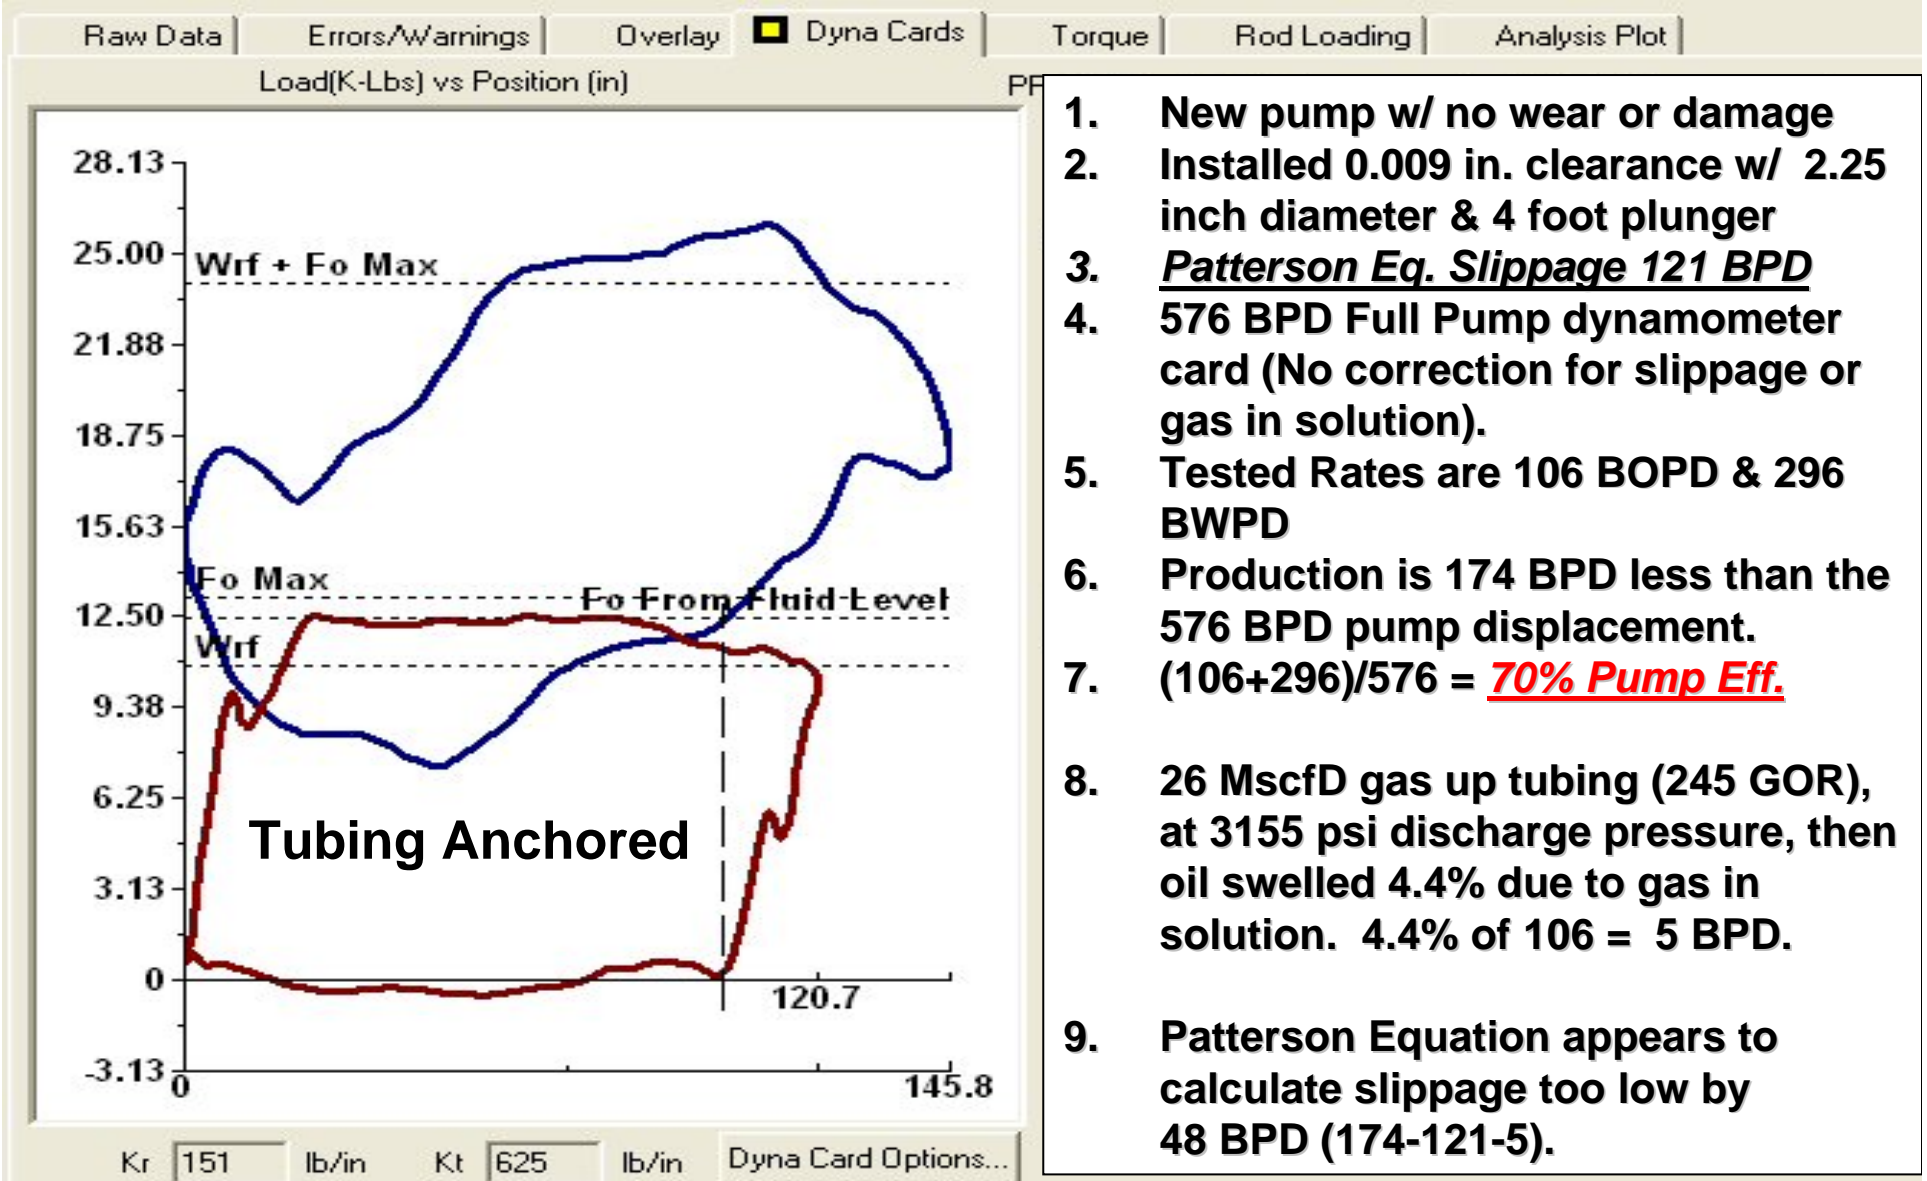 Raw Data
Errors/Warnings
Overlay
Dyna Cards
Torque
Rod Loading
Analysis Plot
Load(K-Lbs) vs Position (in)
28.13
25.00
21.88
18.75
15.63
12.50
9.38
6.25
3.13
0
-3.13
Wrf + Fo Max
Fo Max
Fo From Fluid Level
Wrf
Tubing Anchored
120.7
0
145.8
Kr 151 lb/in Kt 625 lb/in Dyna Card Options...
1. New pump w/ no wear or damage
2. Installed 0.009 in. clearance w/ 2.25
inch diameter & 4 foot plunger
3. Patterson Eq. Slippage 121 BPD
4. 576 BPD Full Pump dynamometer
card (No correction for slippage or
gas in solution).
5. Tested Rates are 106 BOPD & 296
BWPD
6. Production is 174 BPD less than the
576 BPD pump displacement.
7. (106+296)/576 = 70% Pump Eff.
8. 26 MscfD gas up tubing (245 GOR),
at 3155 psi discharge pressure, then
oil swelled 4.4% due to gas in
solution. 4.4% of 106 = 5 BPD.
9. Patterson Equation appears to
calculate slippage too low by
48 BPD (174-121-5).